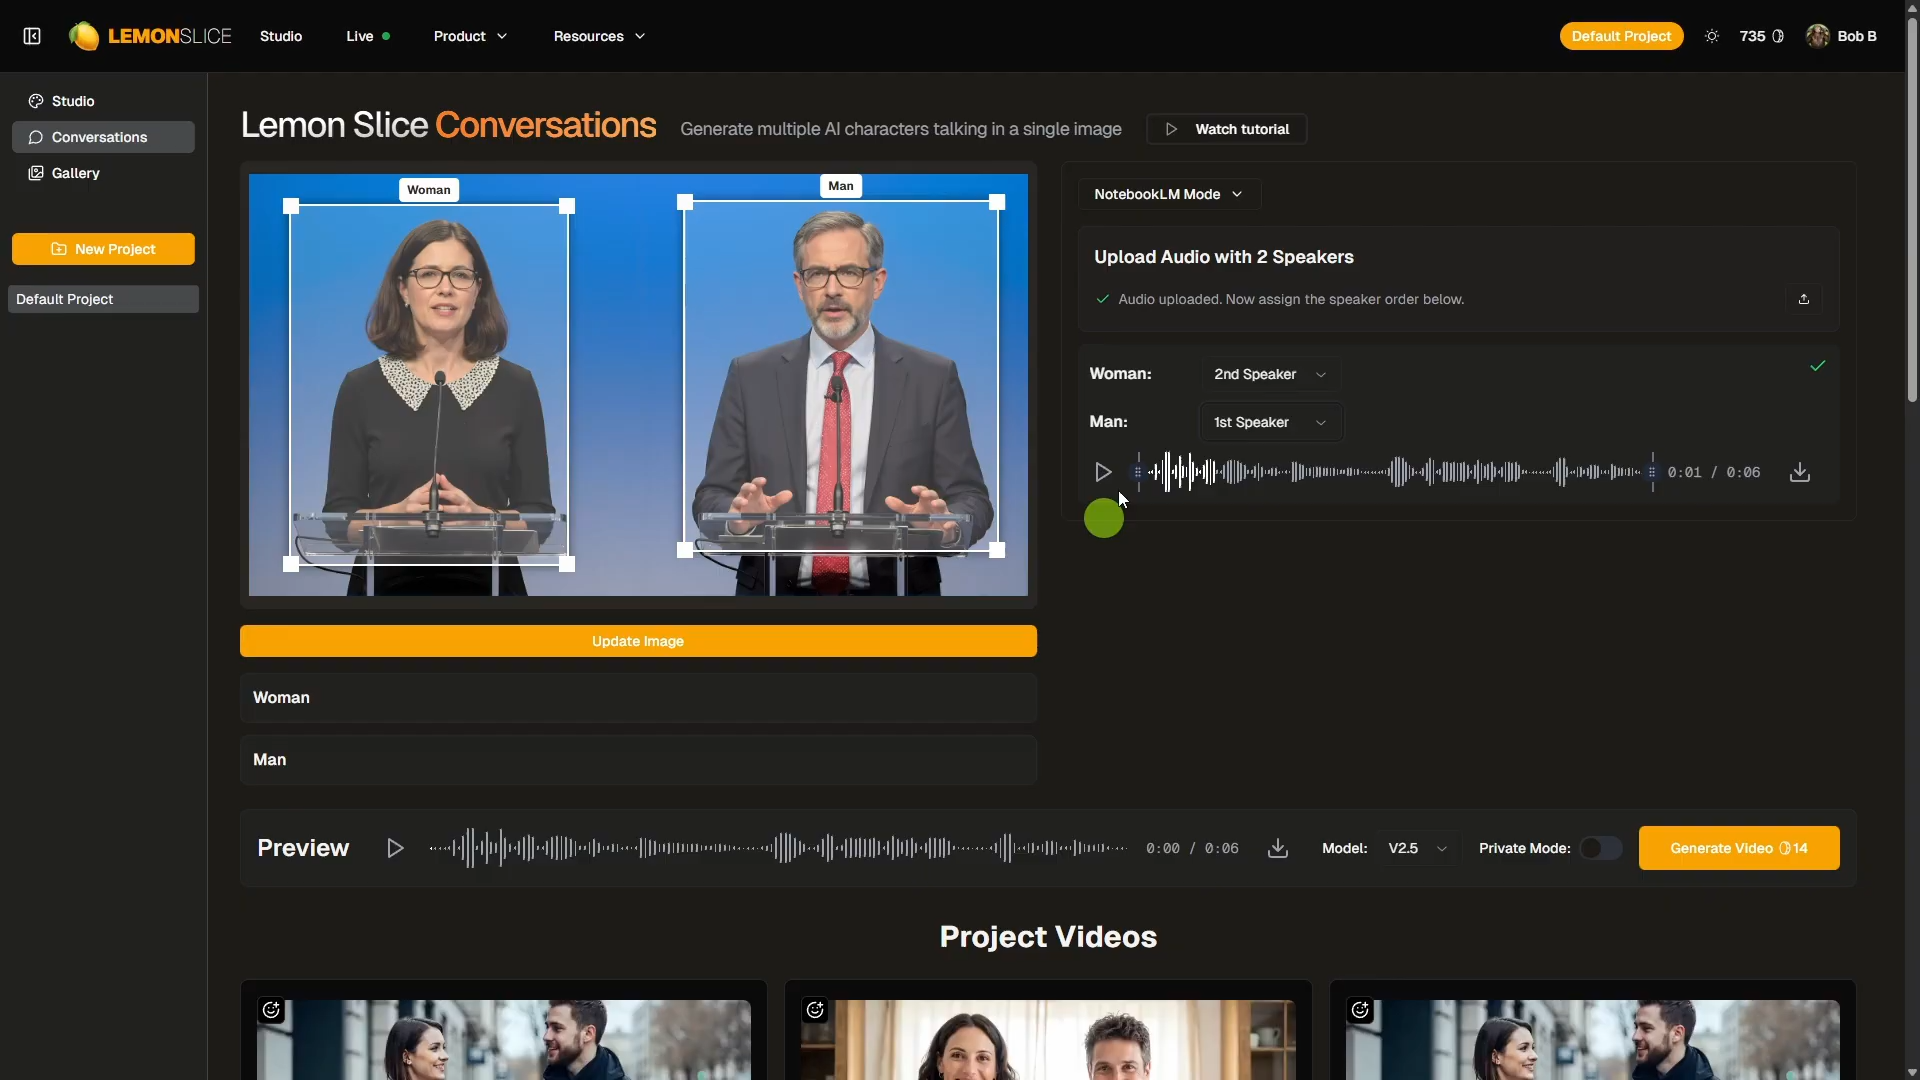 LEMONSLICE
Studio
Live
Product
Resources
Default Project
735
Bob B
Studio
Conversations
Gallery
New Project
Default Project
Lemon Slice Conversations
Generate multiple AI characters talking in a single image
Watch tutorial
Woman
Man
NotebookLM Mode
Upload Audio with 2 Speakers
Audio uploaded. Now assign the speaker order below.
Woman:
2nd Speaker
Man:
1st Speaker
0:01 / 0:06
Update Image
Woman
Man
Preview
0:00 / 0:06
Model:
V2.5
Private Mode:
Generate Video 14
Project Videos